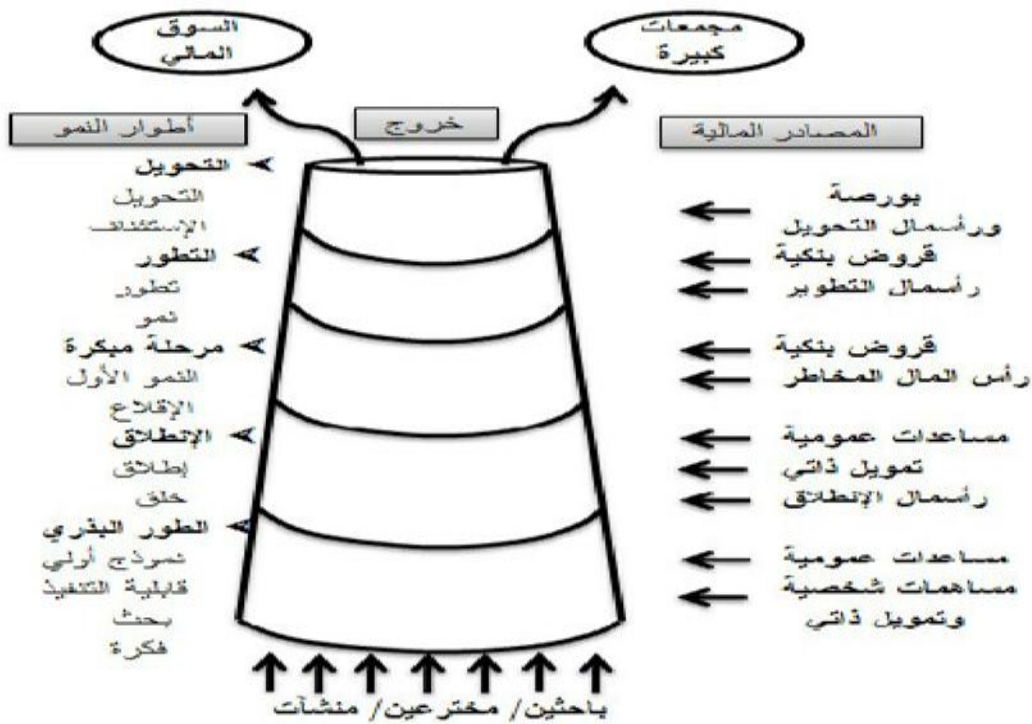 مجمعات
كبيرة
السوق
المالي
المصادر المالية
خروج
أطوار النمو
بورصة
ورأسمال التحويل
قروض بنكية
رأسمال التطوير
قروض بنكية
رأس المال المخاطر
مساعدات عمومية
تمويل ذاتي
رأسمال الإنطلاق
مساعدات عمومية
مساهمات شخصية
وتمويل ذاتي
التحويل
التحويل
الإستئناف
التطور
تطور
نمو
مرحلة مبكرة
النمو الأول
الإقلاع
الإنطلاق
إطلاق
خلق
الطور البذري
نموذج أولي
قابلية التنفيذ
بحث
فكرة
باحثين/ مخترعين/ منشآت